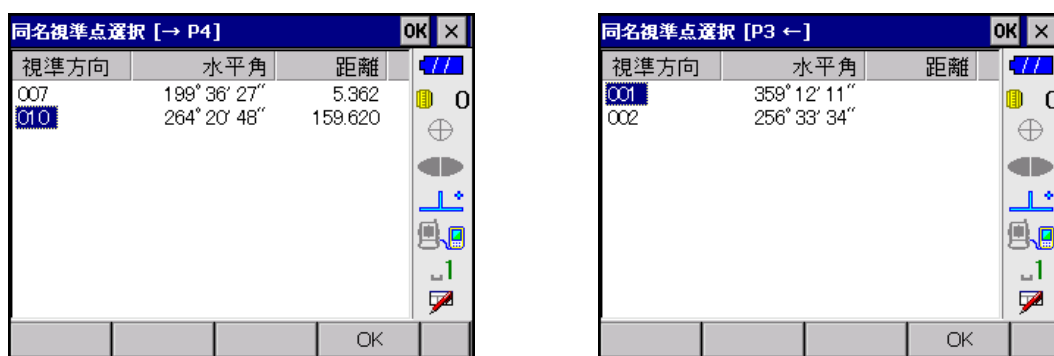 同名視準点選択 [→ P4] OK ×
視準方向 水平角 距離
007 199°36′27″ 5.362
010 264°20′48″ 159.620
0
1
OK
同名視準点選択 [P3 ←] OK ×
視準方向 水平角 距離
001 359°12′11″
002 256°33′34″
0
1
OK